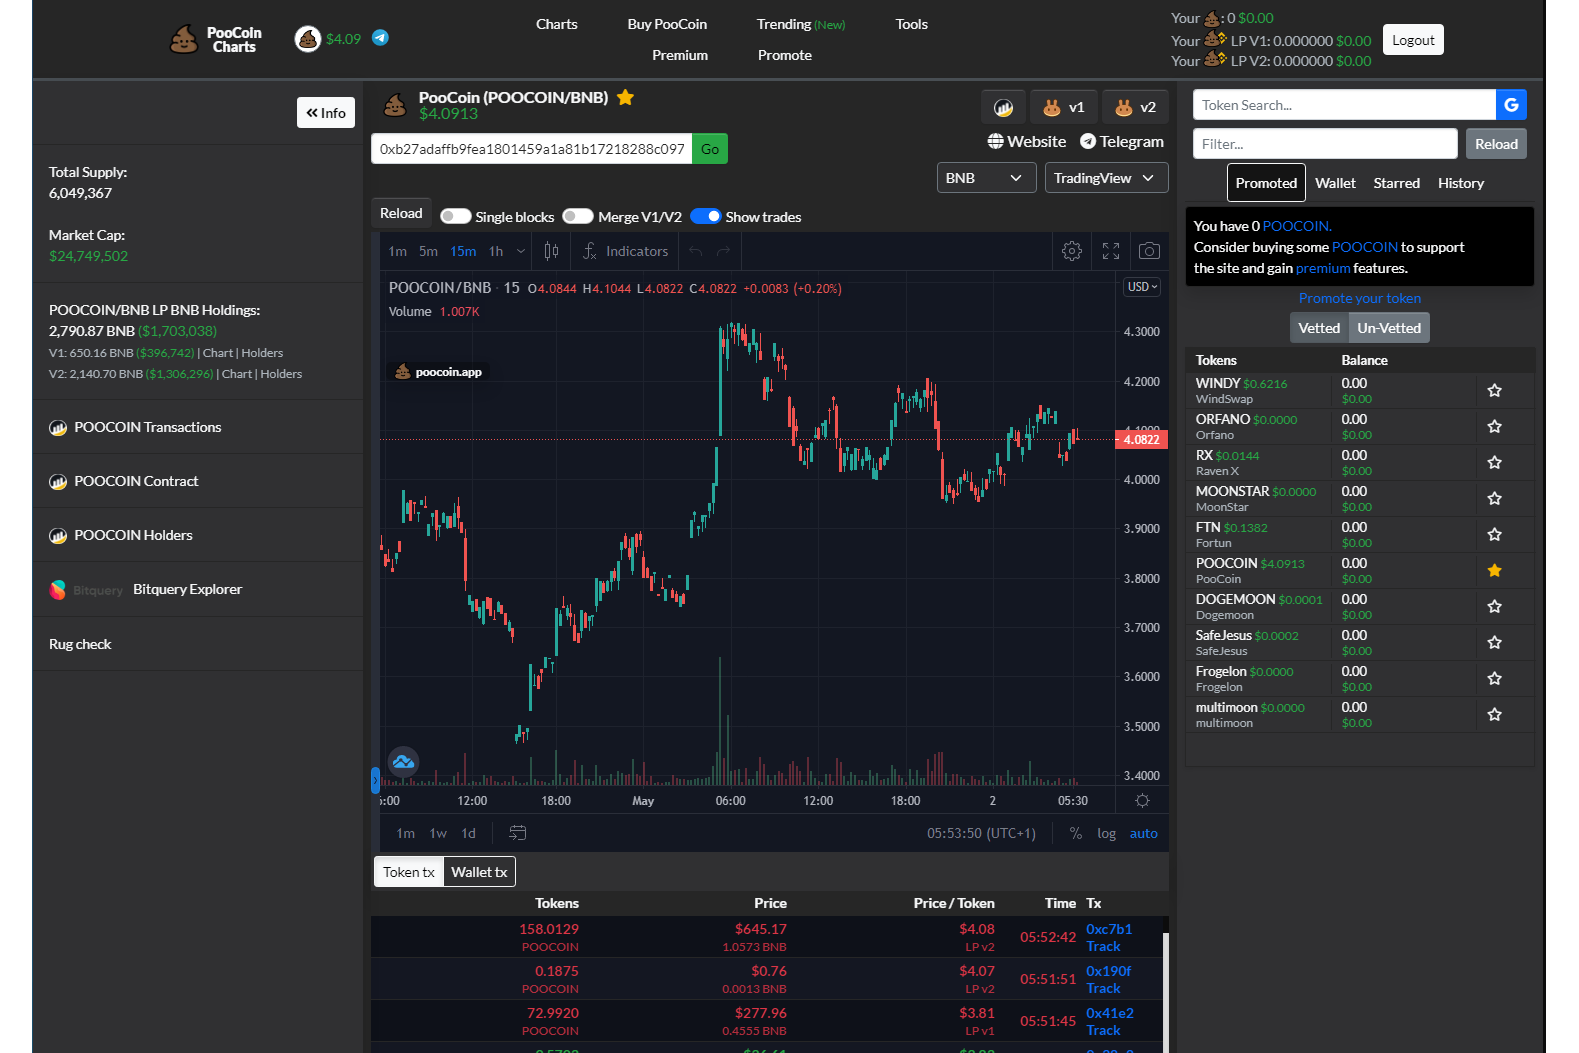 PooCoin
Charts
$4.09
Charts
Buy PooCoin
Trending (New)
Tools
Premium
Promote
Your : 0 $0.00
Your LP V1: 0.000000 $0.00
Your LP V2: 0.000000 $0.00
Logout
« Info
Total Supply:
6,049,367
Market Cap:
$24,749,502
POOCOIN/BNB LP BNB Holdings:
2,790.87 BNB ($1,703,038)
V1: 650.16 BNB ($396,742) | Chart | Holders
V2: 2,140.70 BNB ($1,306,296) | Chart | Holders
POOCOIN Transactions
POOCOIN Contract
POOCOIN Holders
Bitquery Bitquery Explorer
Rug check
PooCoin (POOCOIN/BNB)
$4.0913
v1
v2
Website
Telegram
0xb27adaffb9fea1801459a1a81b17218288c097
Go
BNB
TradingView
Reload
Single blocks
Merge V1/V2
Show trades
1m 5m 15m 1h
Indicators
POOCOIN/BNB · 15 O4.0844 H4.1044 L4.0822 C4.0822 +0.0083 (+0.20%)
Volume 1.007K
USD
poocoin.app
4.3000
4.2000
4.1000
4.0822
4.0000
3.9000
3.8000
3.7000
3.6000
3.5000
3.4000
12:00 18:00 May 06:00 12:00 18:00 2 05:30
1m 1w 1d
05:53:50 (UTC+1)
% log auto
Token tx
Wallet tx
Tokens Price Price / Token Time Tx
158.0129 $645.17 $4.08 05:52:42 0xc7b1
POOCOIN 1.0573 BNB LP v2 Track
0.1875 $0.76 $4.07 05:51:51 0x190f
POOCOIN 0.0013 BNB LP v2 Track
72.9920 $277.96 $3.81 05:51:45 0x41e2
POOCOIN 0.4555 BNB LP v1 Track
Token Search...
G
Filter...
Reload
Promoted
Wallet
Starred
History
You have 0 POOCOIN.
Consider buying some POOCOIN to support
the site and gain premium features.
Promote your token
Vetted
Un-Vetted
Tokens Balance
WINDY $0.6216 0.00
WindSwap $0.00
ORFANO $0.0000 0.00
Orfano $0.00
RX $0.0144 0.00
Raven X $0.00
MOONSTAR $0.0000 0.00
MoonStar $0.00
FTN $0.1382 0.00
Fortun $0.00
POOCOIN $4.0913 0.00
PooCoin $0.00
DOGEMOON $0.0001 0.00
Dogemoon $0.00
SafeJesus $0.0002 0.00
SafeJesus $0.00
Frogelon $0.0000 0.00
Frogelon $0.00
multimoon $0.0000 0.00
multimoon $0.00